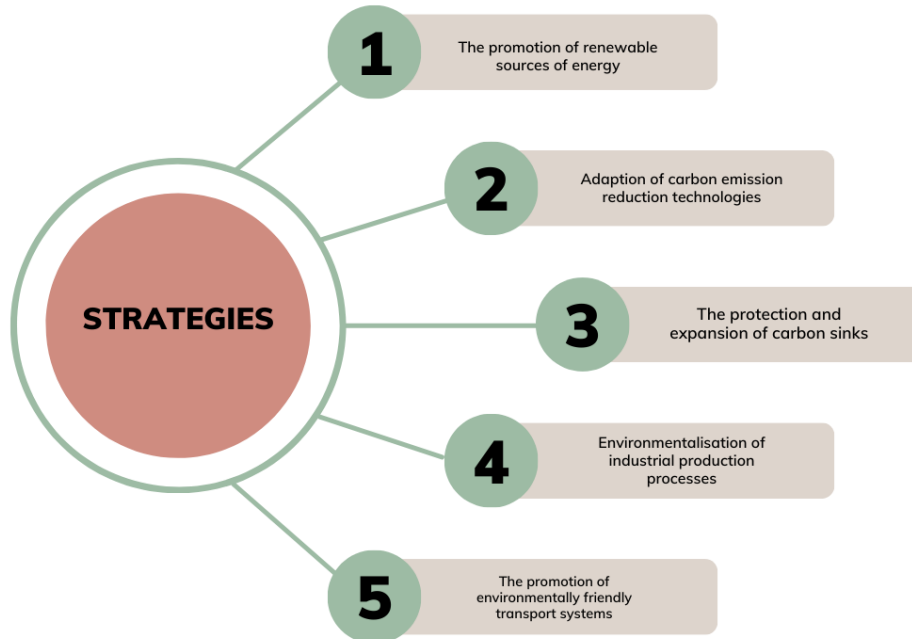 1
The promotion of renewable
sources of energy
2
Adaption of carbon emission
reduction technologies
STRATEGIES
3
The protection and
expansion of carbon sinks
4
Environmentalisation of
industrial production
processes
5
The promotion of
environmentally friendly
transport systems